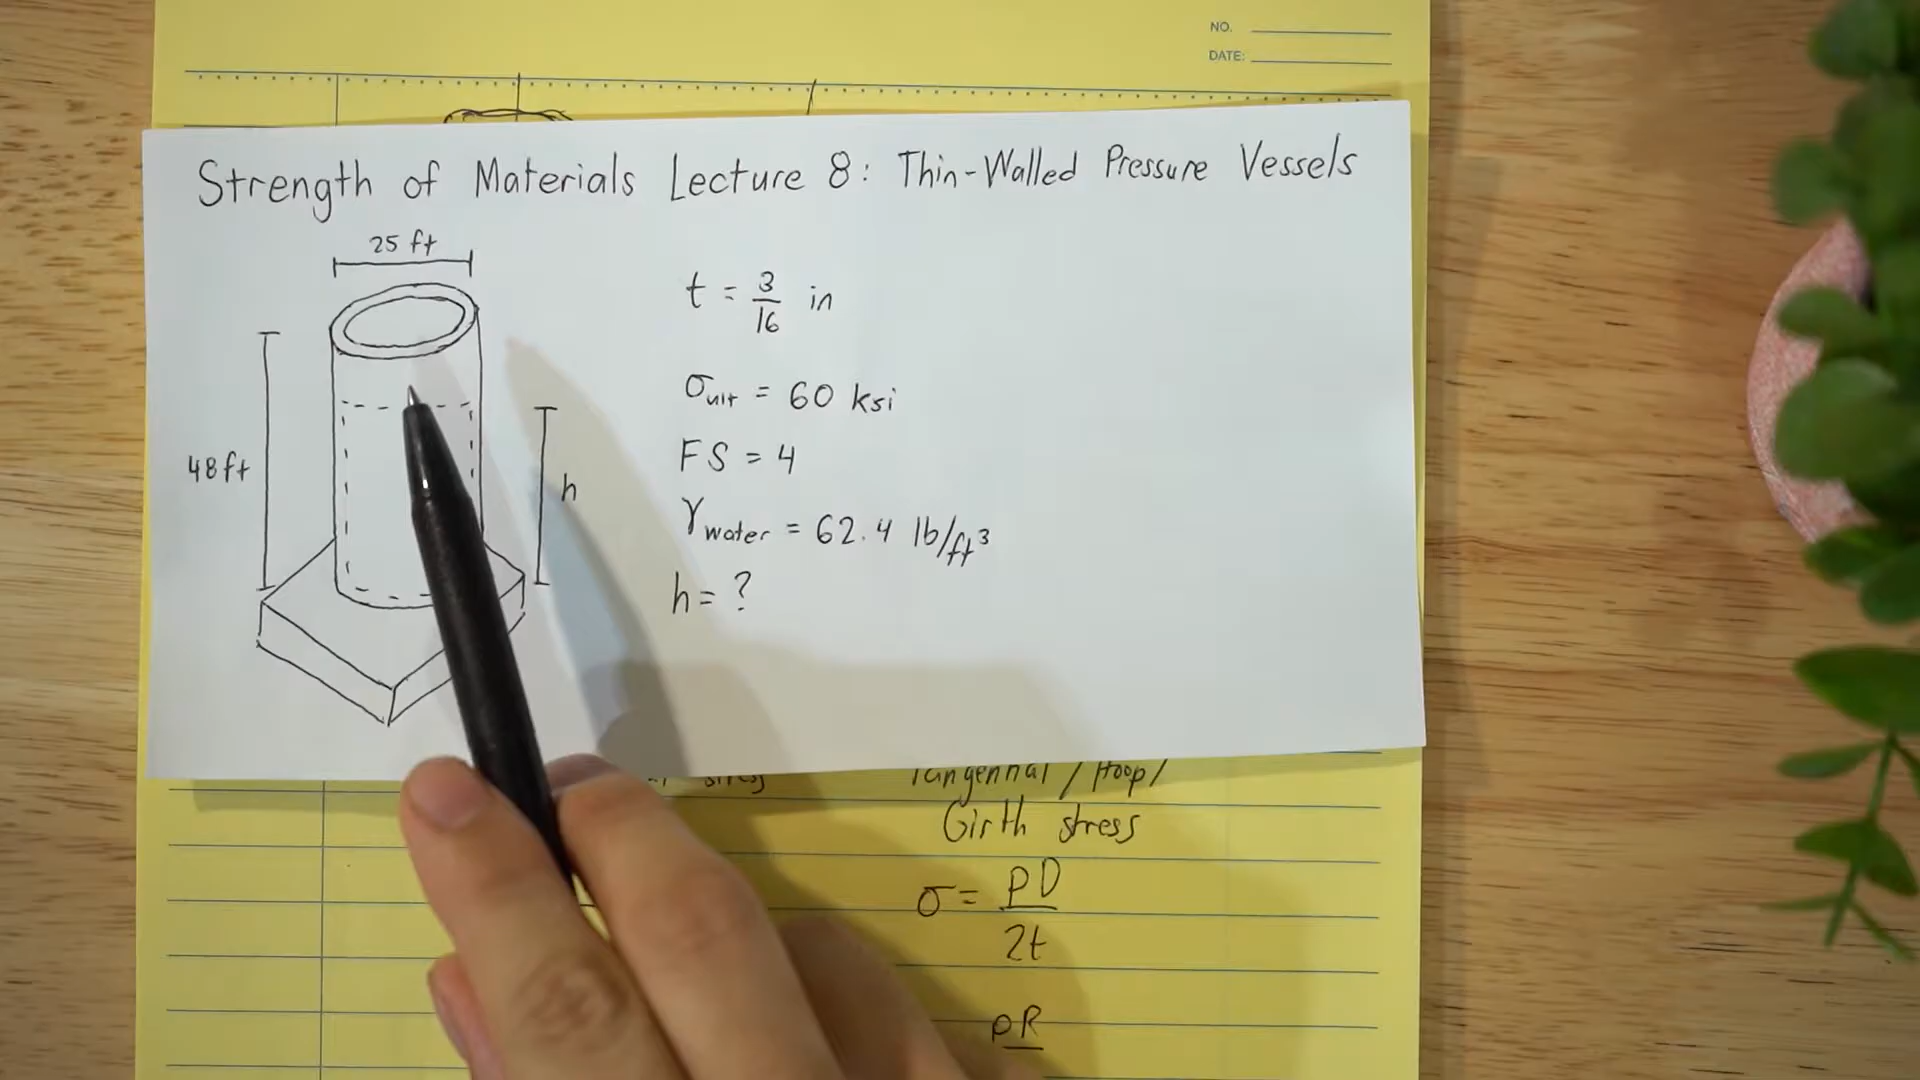 NO.
DATE:
Strength of Materials Lecture 8: Thin-Walled Pressure Vessels
25 ft
t = 3/16 in
48ft
h
σult = 60 ksi
FS = 4
γwater = 62.4 lb/ft³
h = ?
stress
Tangential / Hoop /
Girth stress
σ = PD
2t
PR